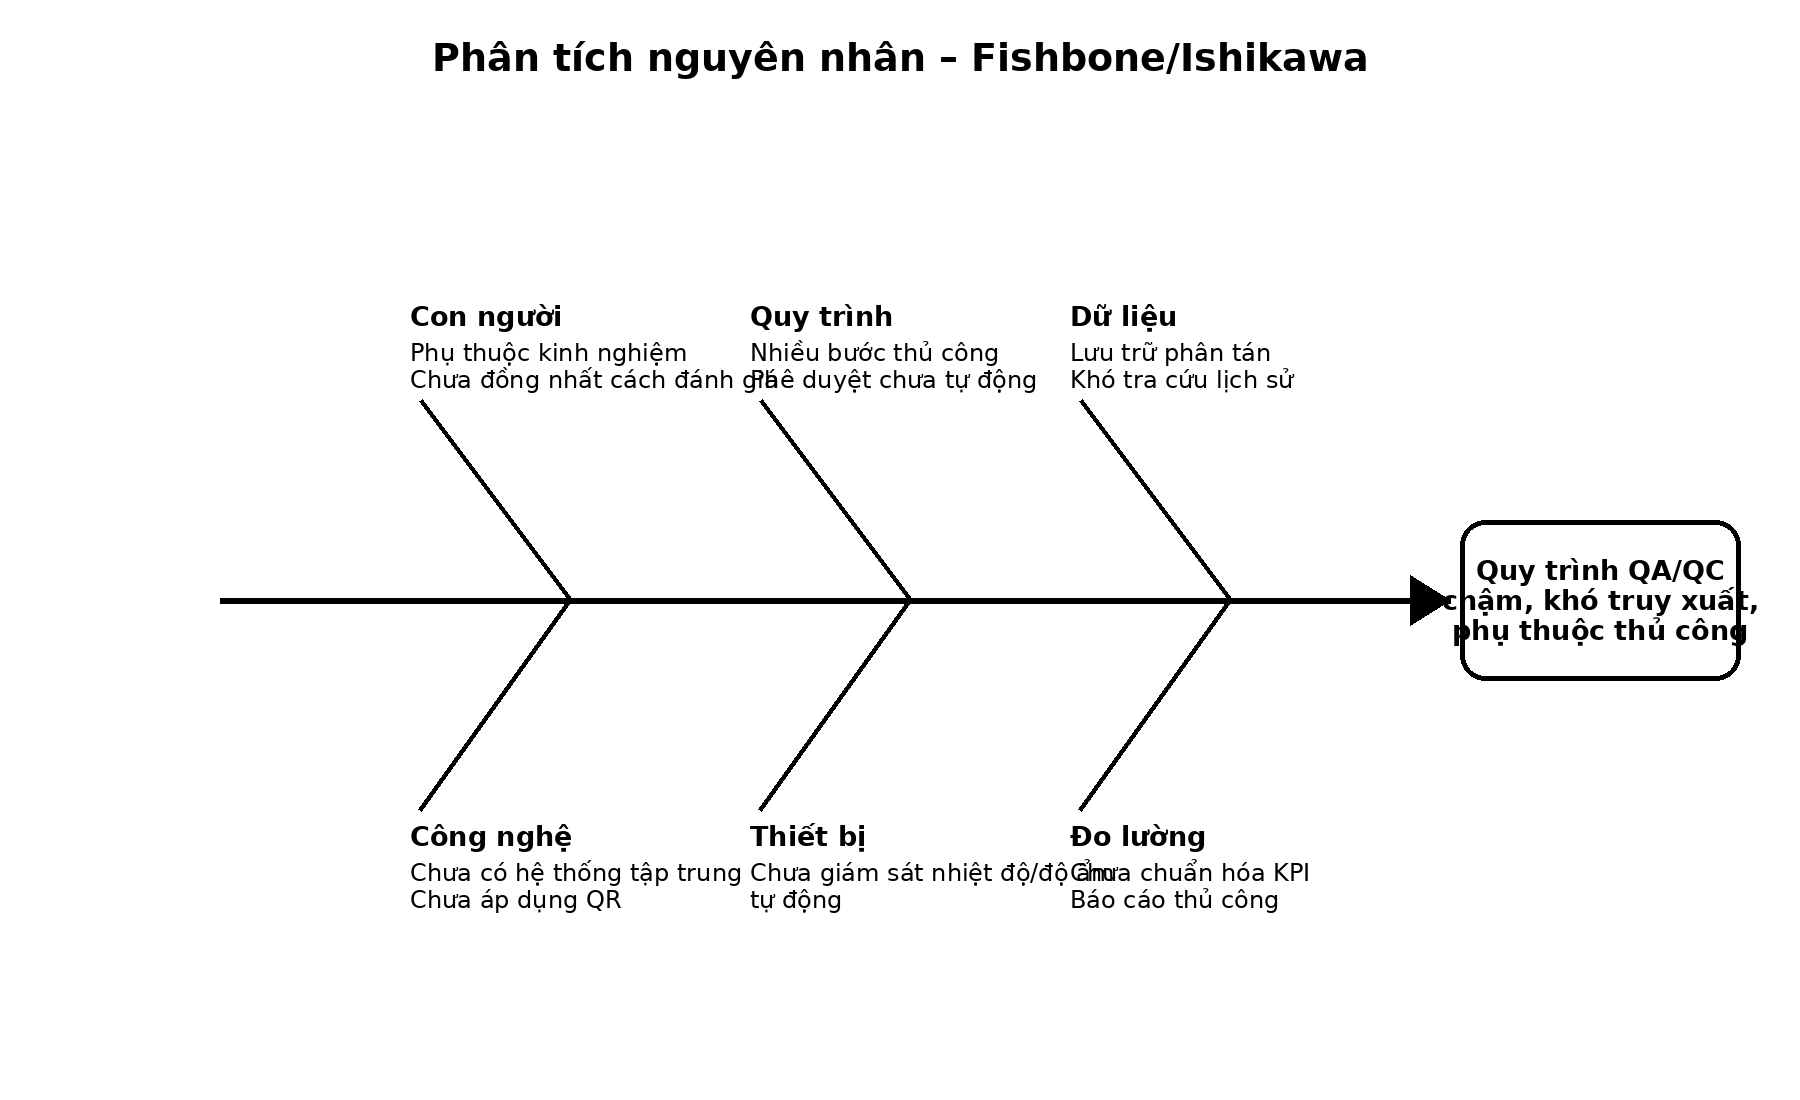 Phân tích nguyên nhân – Fishbone/Ishikawa
Con người
Phụ thuộc kinh nghiệm
Chưa đồng nhất cách đánh giá
Quy trình
Nhiều bước thủ công
Phê duyệt chưa tự động
Dữ liệu
Lưu trữ phân tán
Khó tra cứu lịch sử
Quy trình QA/QC
chậm, khó truy xuất,
phụ thuộc thủ công
Công nghệ
Chưa có hệ thống tập trung
Chưa áp dụng QR
Thiết bị
Chưa giám sát nhiệt độ/độ ẩm
tự động
Đo lường
Chưa chuẩn hóa KPI
Báo cáo thủ công